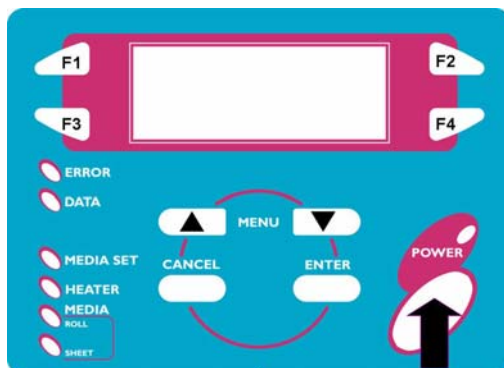 F1
F2
F3
F4
ERROR
DATA
MENU
MEDIA SET
CANCEL
ENTER
POWER
HEATER
MEDIA
ROLL
SHEET